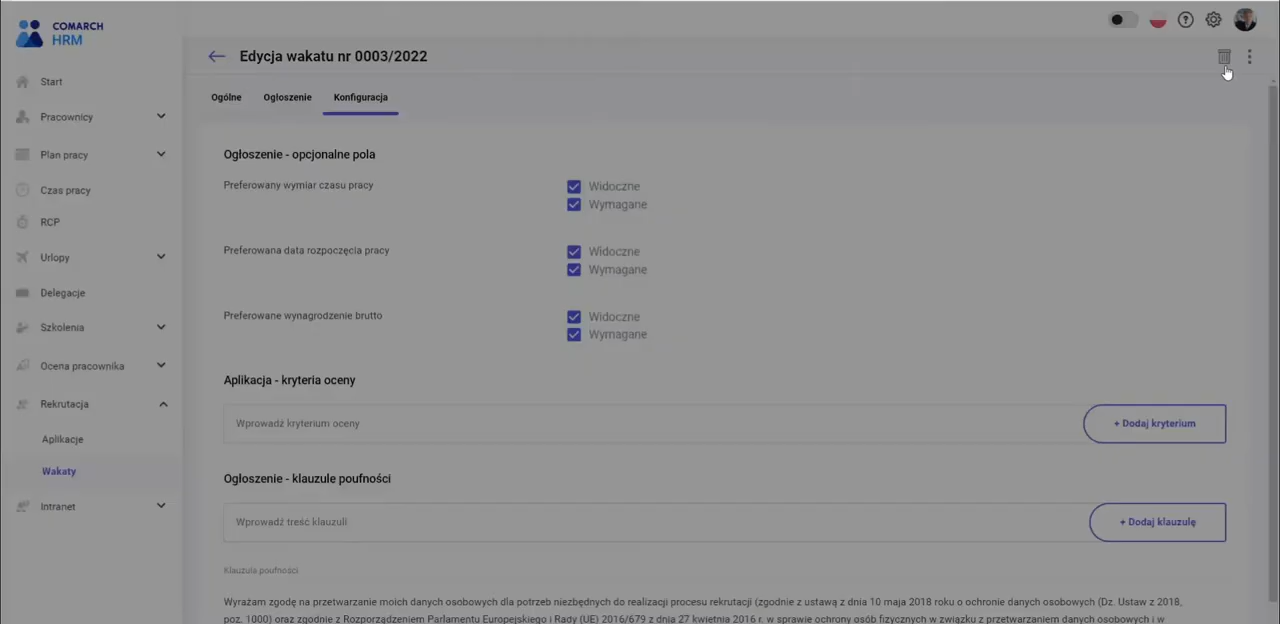 COMARCH
HRM
Edycja wakatu nr 0003/2022
Start
Pracownicy
Plan pracy
Czas pracy
RCP
Urlopy
Delegacje
Szkolenia
Ocena pracownika
Rekrutacja
Aplikacje
Wakaty
Intranet
Ogólne Ogłoszenie Konfiguracja
Ogłoszenie - opcjonalne pola
Preferowany wymiar czasu pracy
Widoczne
Wymagane
Preferowana data rozpoczęcia pracy
Widoczne
Wymagane
Preferowane wynagrodzenie brutto
Widoczne
Wymagane
Aplikacja - kryteria oceny
Wprowadź kryterium oceny + Dodaj kryterium
Ogłoszenie - klauzule poufności
Wprowadź treść klauzuli + Dodaj klauzulę
Klauzula poufności
Wyrażam zgodę na przetwarzanie moich danych osobowych dla potrzeb niezbędnych do realizacji procesu rekrutacji (zgodnie z ustawą z dnia 10 maja 2018 roku o ochronie danych osobowych (Dz. Ustaw z 2018,
poz. 1000) oraz zgodnie z Rozporządzeniem Parlamentu Europejskiego i Rady (UE) 2016/679 z dnia 27 kwietnia 2016 r. w sprawie ochrony osób fizycznych w związku z przetwarzaniem danych osobowych i w